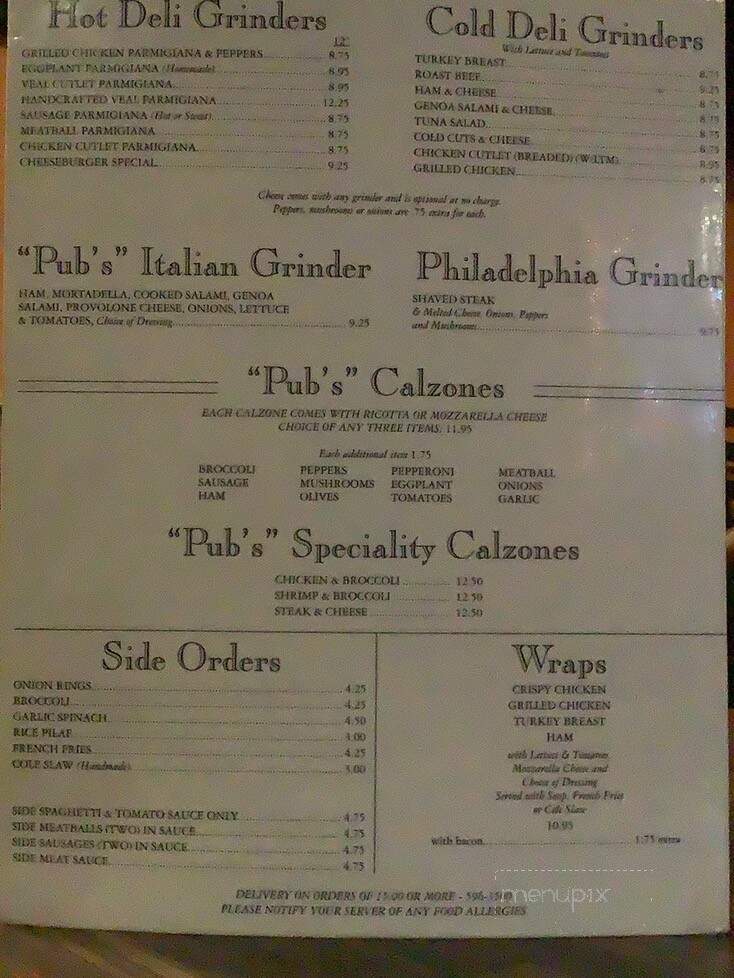 Hot Deli Grinders
12"
GRILLED CHICKEN PARMIGIANA & PEPPERS 8.75
EGGPLANT PARMIGIANA (Homemade) 8.95
VEAL CUTLET PARMIGIANA 8.95
HANDCRAFTED VEAL PARMIGIANA 12.25
SAUSAGE PARMIGIANA (Hot or Sweet) 8.75
MEATBALL PARMIGIANA 8.75
CHICKEN CUTLET PARMIGIANA 8.75
CHEESEBURGER SPECIAL 9.25
Cold Deli Grinders
With Lettuce and Tomatoes
TURKEY BREAST 8.75
ROAST BEEF 9.25
HAM & CHEESE 8.75
GENOA SALAMI & CHEESE 8.75
TUNA SALAD 8.75
COLD CUTS & CHEESE 8.75
CHICKEN CUTLET (BREADED) (W/LTM) 8.95
GRILLED CHICKEN 8.75
Cheese comes with any grinder and is optional at no charge.
Peppers, mushrooms or onions are .75 extra for each.
"Pub's" Italian Grinder
HAM, MORTADELLA, COOKED SALAMI, GENOA
SALAMI, PROVOLONE CHEESE, ONIONS, LETTUCE
& TOMATOES, Choice of Dressing 9.25
Philadelphia Grinder
SHAVED STEAK
& Melted Cheese, Onions, Peppers
and Mushrooms 9.75
"Pub's" Calzones
EACH CALZONE COMES WITH RICOTTA OR MOZZARELLA CHEESE
CHOICE OF ANY THREE ITEMS. 11.95
Each additional item 1.75
BROCCOLI PEPPERS PEPPERONI MEATBALL
SAUSAGE MUSHROOMS EGGPLANT ONIONS
HAM OLIVES TOMATOES GARLIC
"Pub's" Speciality Calzones
CHICKEN & BROCCOLI 12.50
SHRIMP & BROCCOLI 12.50
STEAK & CHEESE 12.50
Side Orders
ONION RINGS 4.25
BROCCOLI 4.25
GARLIC SPINACH 4.50
RICE PILAF 3.00
FRENCH FRIES 4.25
COLE SLAW (Handmade) 3.00
SIDE SPAGHETTI & TOMATO SAUCE ONLY 4.75
SIDE MEATBALLS (TWO) IN SAUCE 4.75
SIDE SAUSAGES (TWO) IN SAUCE 4.75
SIDE MEAT SAUCE 4.75
Wraps
CRISPY CHICKEN
GRILLED CHICKEN
TURKEY BREAST
HAM
with Lettuce & Tomatoes
Mozzarella Cheese and
Choice of Dressing
Served with Soup, French Fries
or Cole Slaw
10.95
with bacon 1.75 extra
DELIVERY ON ORDERS OF 15.00 OR MORE -
PLEASE NOTIFY YOUR SERVER OF ANY FOOD ALLERGIES
menupix